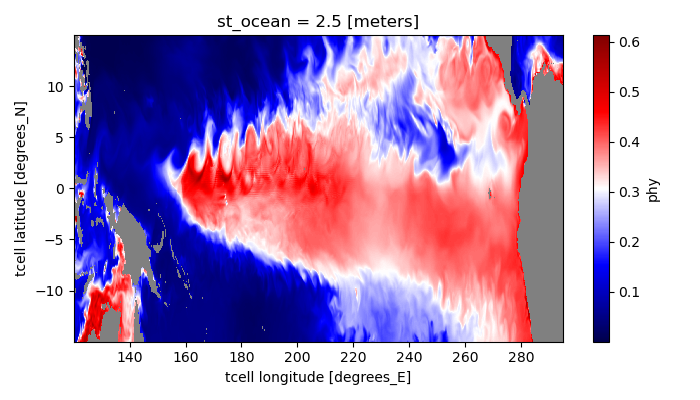 st_ocean = 2.5 [meters]
10
5
0
−5
−10
tcell latitude [degrees_N]
140 160 180 200 220 240 260 280
tcell longitude [degrees_E]
0.6
0.5
0.4
0.3
0.2
0.1
phy